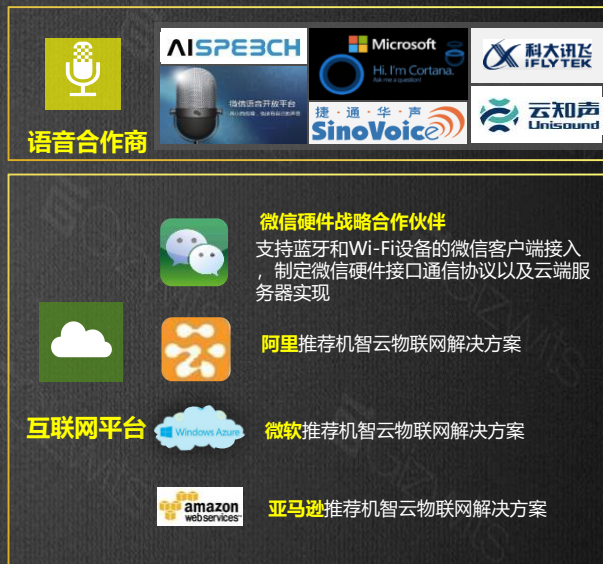 AISPEECH
Microsoft
Hi. I'm Cortana.
Ask me a question!
科大讯飞
iFLYTEK
微信语音开放平台
捷·通·华·声
SinoVoice
云知声
Unisound
语音合作商
微信硬件战略合作伙伴
支持蓝牙和Wi-Fi设备的微信客户端接入
，制定微信硬件接口通信协议以及云端服
务器实现
阿里推荐机智云物联网解决方案
互联网平台
Windows Azure
微软推荐机智云物联网解决方案
amazon
webservices™
亚马逊推荐机智云物联网解决方案